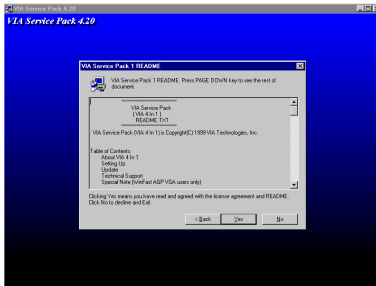 VIA Service Pack 4.20
VIA Service Pack 4.20
VIA Service Pack 1 README
VIA Service Pack 1 README. Press PAGE DOWN key to see the rest of
document.
VIA Service Pack
( VIA 4 In 1 )
README.TXT
VIA Service Pack (VIA 4 In 1) is Copyright(C) 1999 VIA Technologies, Inc.
Table of Contents:
About VIA 4 In 1
Setting Up
Update
Technical Support
Special Note (WinFast AGP VGA users only)
Clicking Yes means you have read and agreed with the license agreement and README.
Click No to decline and Exit
< Back
Yes
No